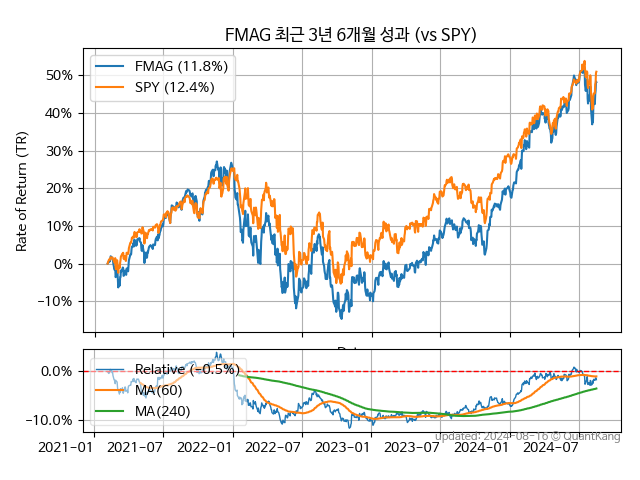 FMAG 최근 3년 6개월 성과 (vs SPY)
Rate of Return (TR)
50%
40%
30%
20%
10%
0%
−10%
FMAG (11.8%)
SPY (12.4%)
0.0%
−10.0%
Relative (−0.5%)
MA(60)
MA(240)
2021−01 2021−07 2022−01 2022−07 2023−01 2023−07 2024−01 2024−07
updated: 2024-08-16 © QuantKang